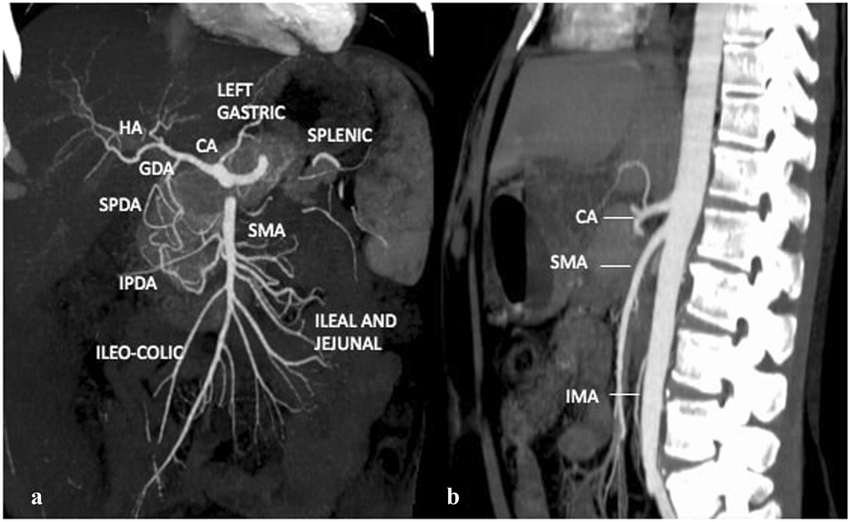 LEFT
GASTRIC
HA
CA
SPLENIC
GDA
SPDA
SMA
IPDA
ILEAL AND
JEJUNAL
ILEO-COLIC
a
CA
SMA
IMA
b